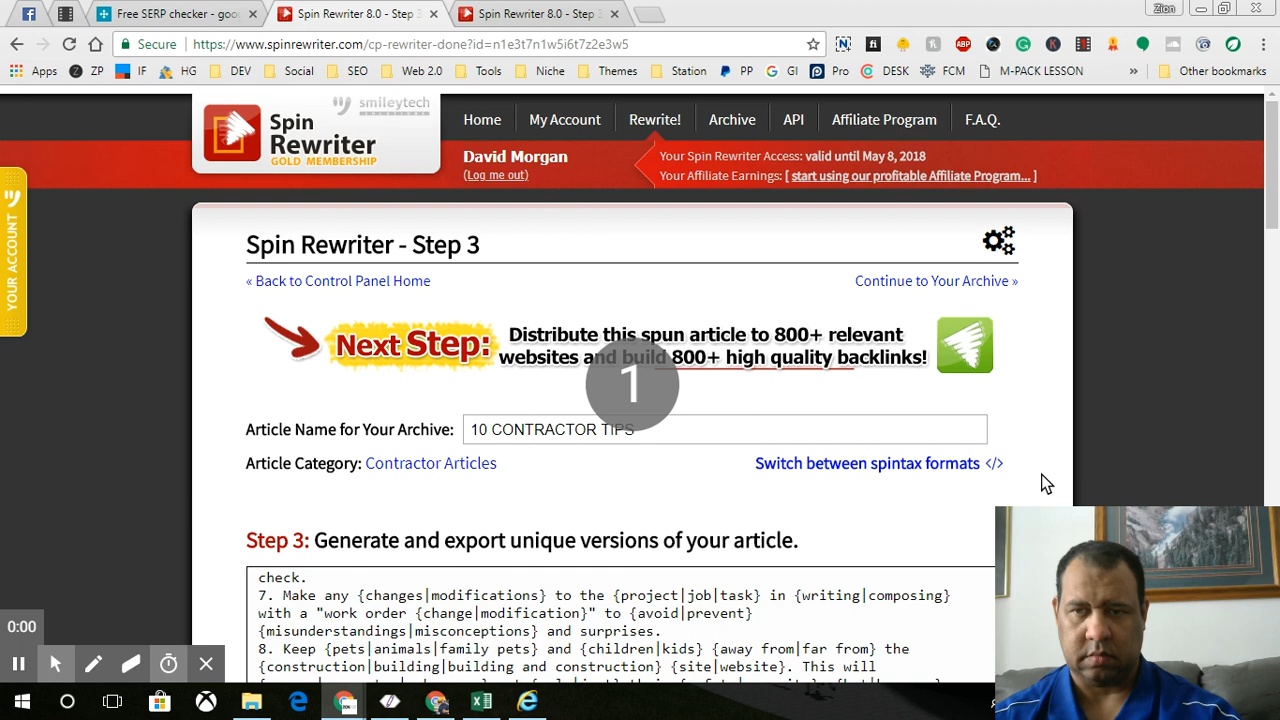 Free SERP checker - goo
Spin Rewriter 8.0 - Step 3
Spin Rewriter 8.0 - Step 3
Zion
Secure https://www.spinrewriter.com/cp-rewriter-done?id=n1e3t7n1w5i6t7z2e3w5
Apps ZP IF HG DEV Social SEO Web 2.0 Tools Niche Themes Station PP GI Pro DESK FCM M-PACK LESSON » Other bookmarks
smileytech
Spin Rewriter
GOLD MEMBERSHIP
Home My Account Rewrite! Archive API Affiliate Program F.A.Q.
David Morgan
(Log me out)
Your Spin Rewriter Access: valid until May 8, 2018
Your Affiliate Earnings: [ start using our profitable Affiliate Program... ]
YOUR ACCOUNT
Spin Rewriter - Step 3
« Back to Control Panel Home
Continue to Your Archive »
Next Step:
Distribute this spun article to 800+ relevant
websites and build 800+ high quality backlinks!
1
Article Name for Your Archive: 10 CONTRACTOR TIPS
Article Category: Contractor Articles
Switch between spintax formats </>
Step 3: Generate and export unique versions of your article.
check.
7. Make any {changes|modifications} to the {project|job|task} in {writing|composing}
with a "work order {change|modification}" to {avoid|prevent}
{misunderstandings|misconceptions} and surprises.
8. Keep {pets|animals|family pets} and {children|kids} {away from|far from} the
{construction|building|building and construction} {site|website}. This will
0:00